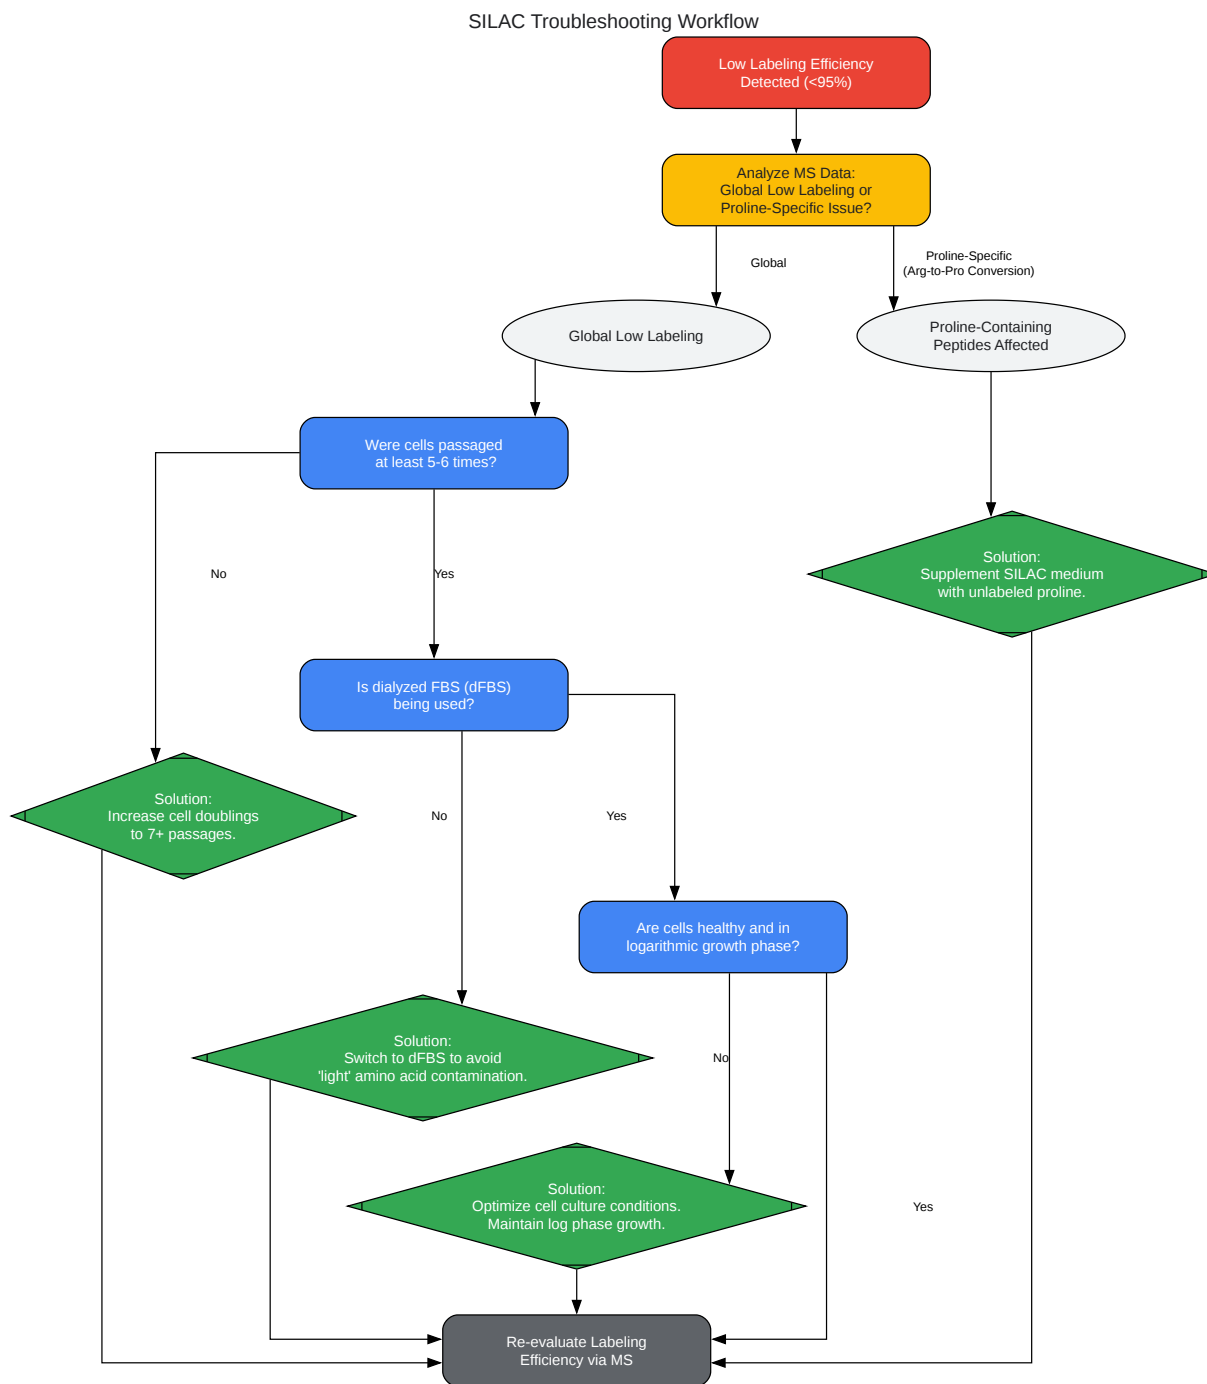 SILAC Troubleshooting Workflow
Low Labeling Efficiency
Detected (<95%)
Analyze MS Data:
Global Low Labeling or
Proline-Specific Issue?
Global
Proline-Specific
(Arg-to-Pro Conversion)
Global Low Labeling
Proline-Containing
Peptides Affected
Were cells passaged
at least 5-6 times?
No
Yes
Solution:
Supplement SILAC medium
with unlabeled proline.
Is dialyzed FBS (dFBS)
being used?
Solution:
Increase cell doublings
to 7+ passages.
No
Yes
Are cells healthy and in
logarithmic growth phase?
Solution:
Switch to dFBS to avoid
'light' amino acid contamination.
No
Solution:
Optimize cell culture conditions.
Maintain log phase growth.
Yes
Re-evaluate Labeling
Efficiency via MS